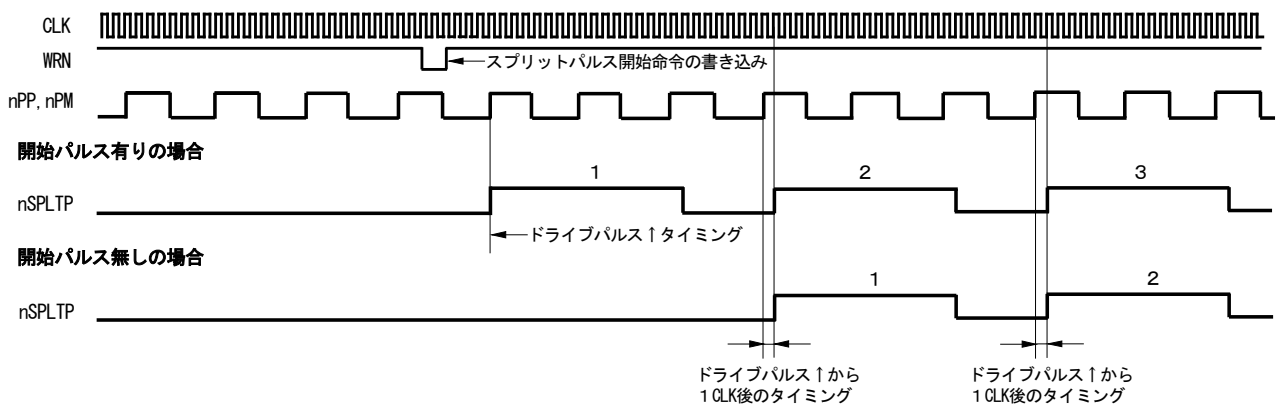 CLK
WRN
スプリットパルス開始命令の書き込み
nPP, nPM
開始パルス有りの場合
1
2
3
nSPLTP
ドライブパルス↑タイミング
開始パルス無しの場合
1
2
nSPLTP
ドライブパルス↑から
1CLK後のタイミング
ドライブパルス↑から
1CLK後のタイミング